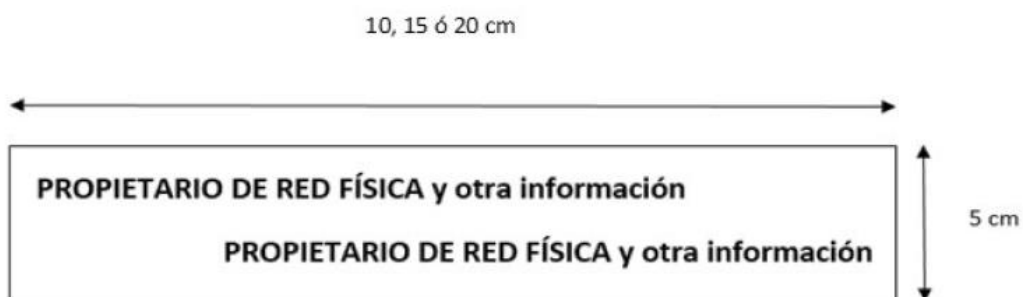 10, 15 ó 20 cm
PROPIETARIO DE RED FÍSICA y otra información
5 cm
PROPIETARIO DE RED FÍSICA y otra información